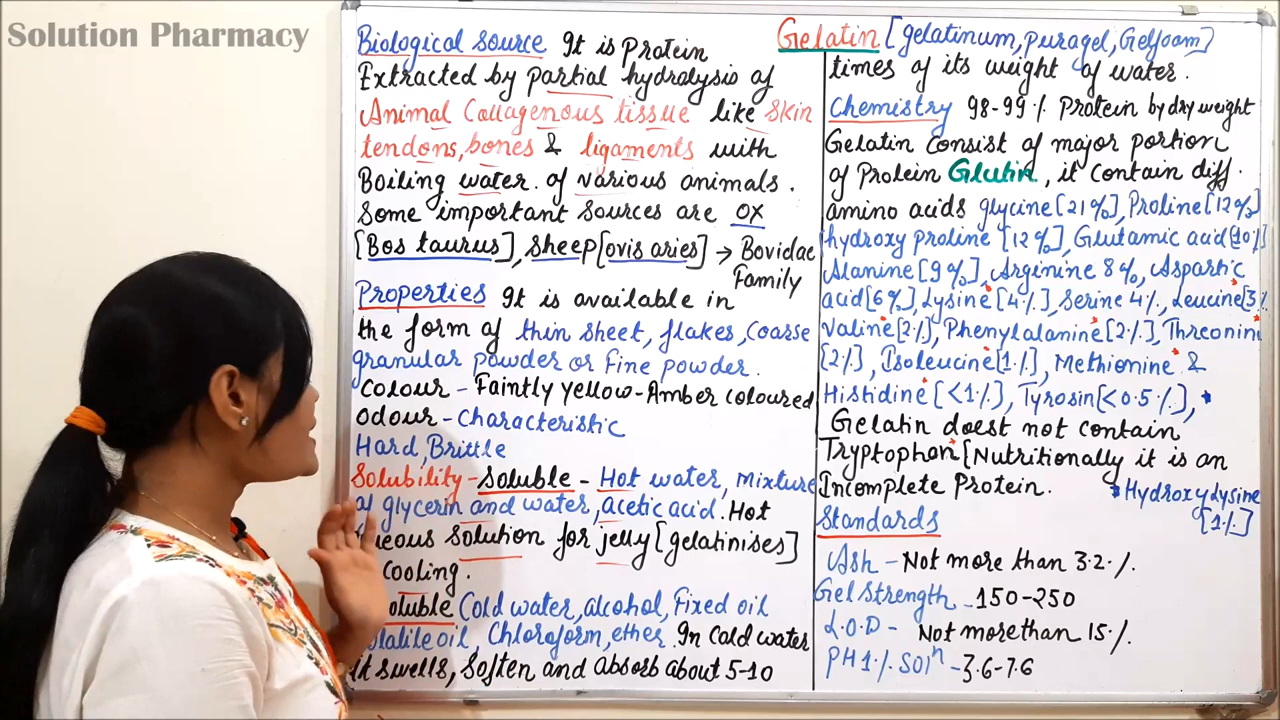 Solution Pharmacy
Gelatin [gelatinum, puragel, Gelfoam]
Biological source It is Protein
Extracted by partial hydrolysis of
Animal Collagenous tissue like skin
tendons, bones & ligaments with
Boiling water. of various animals.
Some important sources are OX
[Bos taurus], sheep [ovis aries] → Bovidae
Family
Properties It is available in
the form of thin sheet, flakes, Coasse
granular powder or Fine powder.
Colour - Faintly yellow-Amber coloured
Odour - Characteristic
Hard, Brittle
Solubility - Soluble - Hot water, Mixture
of glycerin and water, acetic acid. Hot
solution for jelly [gelatinises]
cooling.
Cold water, alcohol, Fixed oil
oil, Chloroform, ether. In cold water
It swells, Soften and Absorb about 5-10
times of its weight of water.
Chemistry 98-99% Protein by dry weight
Gelatin consist of major portion
of Protein Glutin, it contain diff.
amino acids glycine [21%], Proline [12%]
hydroxy proline [12%], Glutamic acid [10%]
Alanine [9%], Arginine 8%, Aspartic
acid [6%], Lysine [4%], Serine 4%, Leucine [3%
Valine [2%], Phenylalanine [2%], Threonine
[2%], Isoleucine [1%], Methionine &
Histidine [<1%], Tyrosin [<0.5%], *
Gelatin doest not contain
Tryptophan [Nutritionally it is an
Incomplete Protein.
* Hydroxy lysine
[1%]
Standards
Ash - Not more than 3.2%.
Gel Strength - 150-250
L.O.D - Not more than 15%.
PH 1% Solⁿ - 3.6-7.6